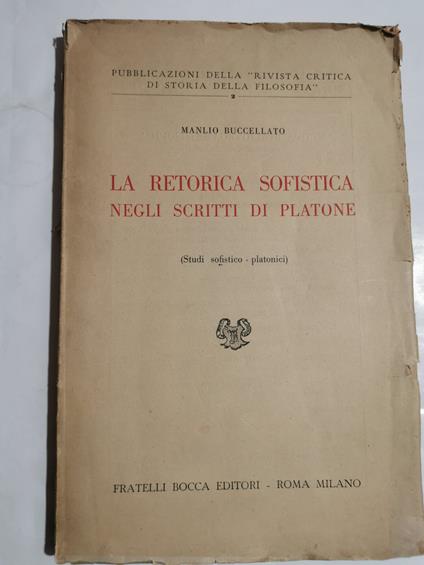 PUBBLICAZIONI DELLA "RIVISTA CRITICA
DI STORIA DELLA FILOSOFIA"
2
MANLIO BUCCELLATO
LA RETORICA SOFISTICA
NEGLI SCRITTI DI PLATONE
(Studi sofistico - platonici)
FRATELLI BOCCA EDITORI - ROMA MILANO